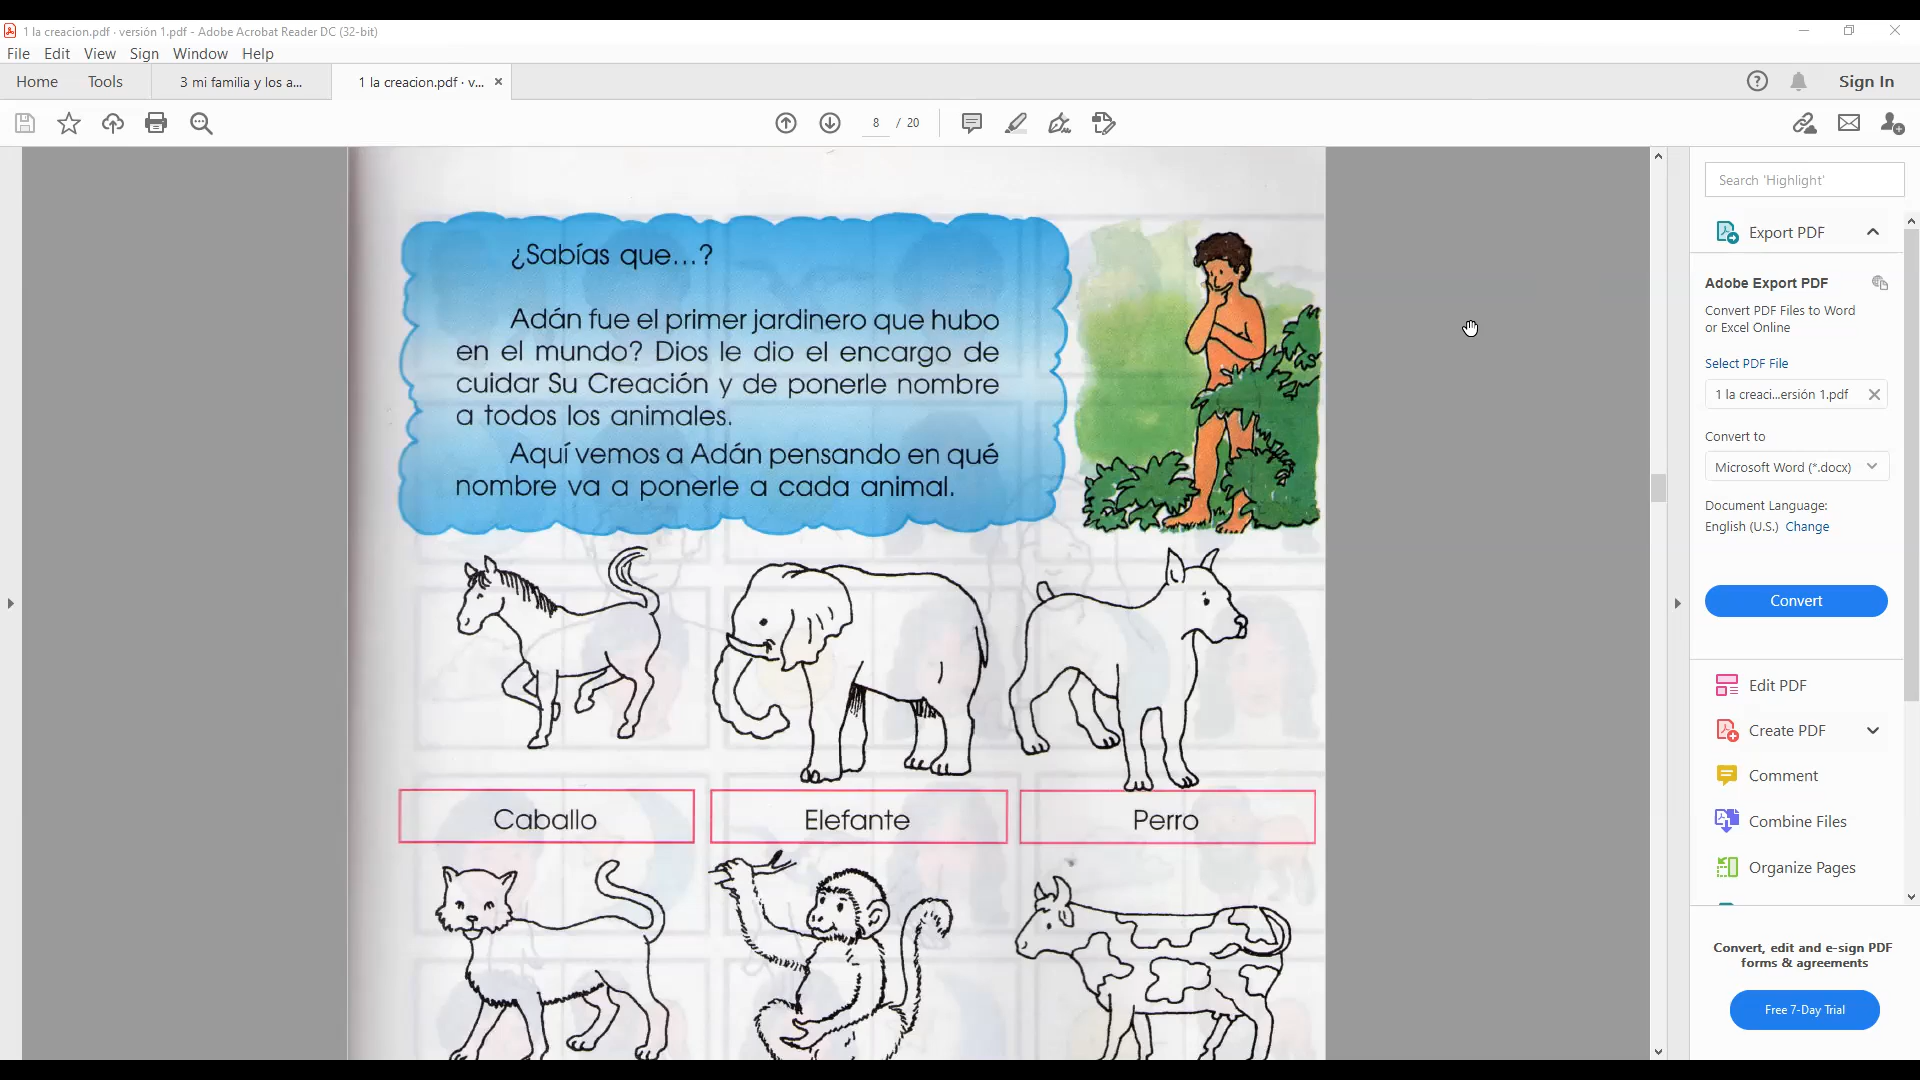 1 la creacion.pdf · versión 1.pdf - Adobe Acrobat Reader DC (32-bit)
File Edit View Sign Window Help
Home Tools 3 mi familia y los a... 1 la creacion.pdf · v... Sign In
8 / 20
Search 'Highlight'
Export PDF
Adobe Export PDF
Convert PDF Files to Word
or Excel Online
Select PDF File
1 la creaci...ersión 1.pdf
Convert to
Microsoft Word (*.docx)
Document Language:
English (U.S.) Change
Convert
Edit PDF
Create PDF
Comment
Combine Files
Organize Pages
Convert, edit and e-sign PDF
forms & agreements
Free 7-Day Trial
¿Sabías que...?
Adán fue el primer jardinero que hubo
en el mundo? Dios le dio el encargo de
cuidar Su Creación y de ponerle nombre
a todos los animales.
Aquí vemos a Adán pensando en qué
nombre va a ponerle a cada animal.
Caballo Elefante Perro